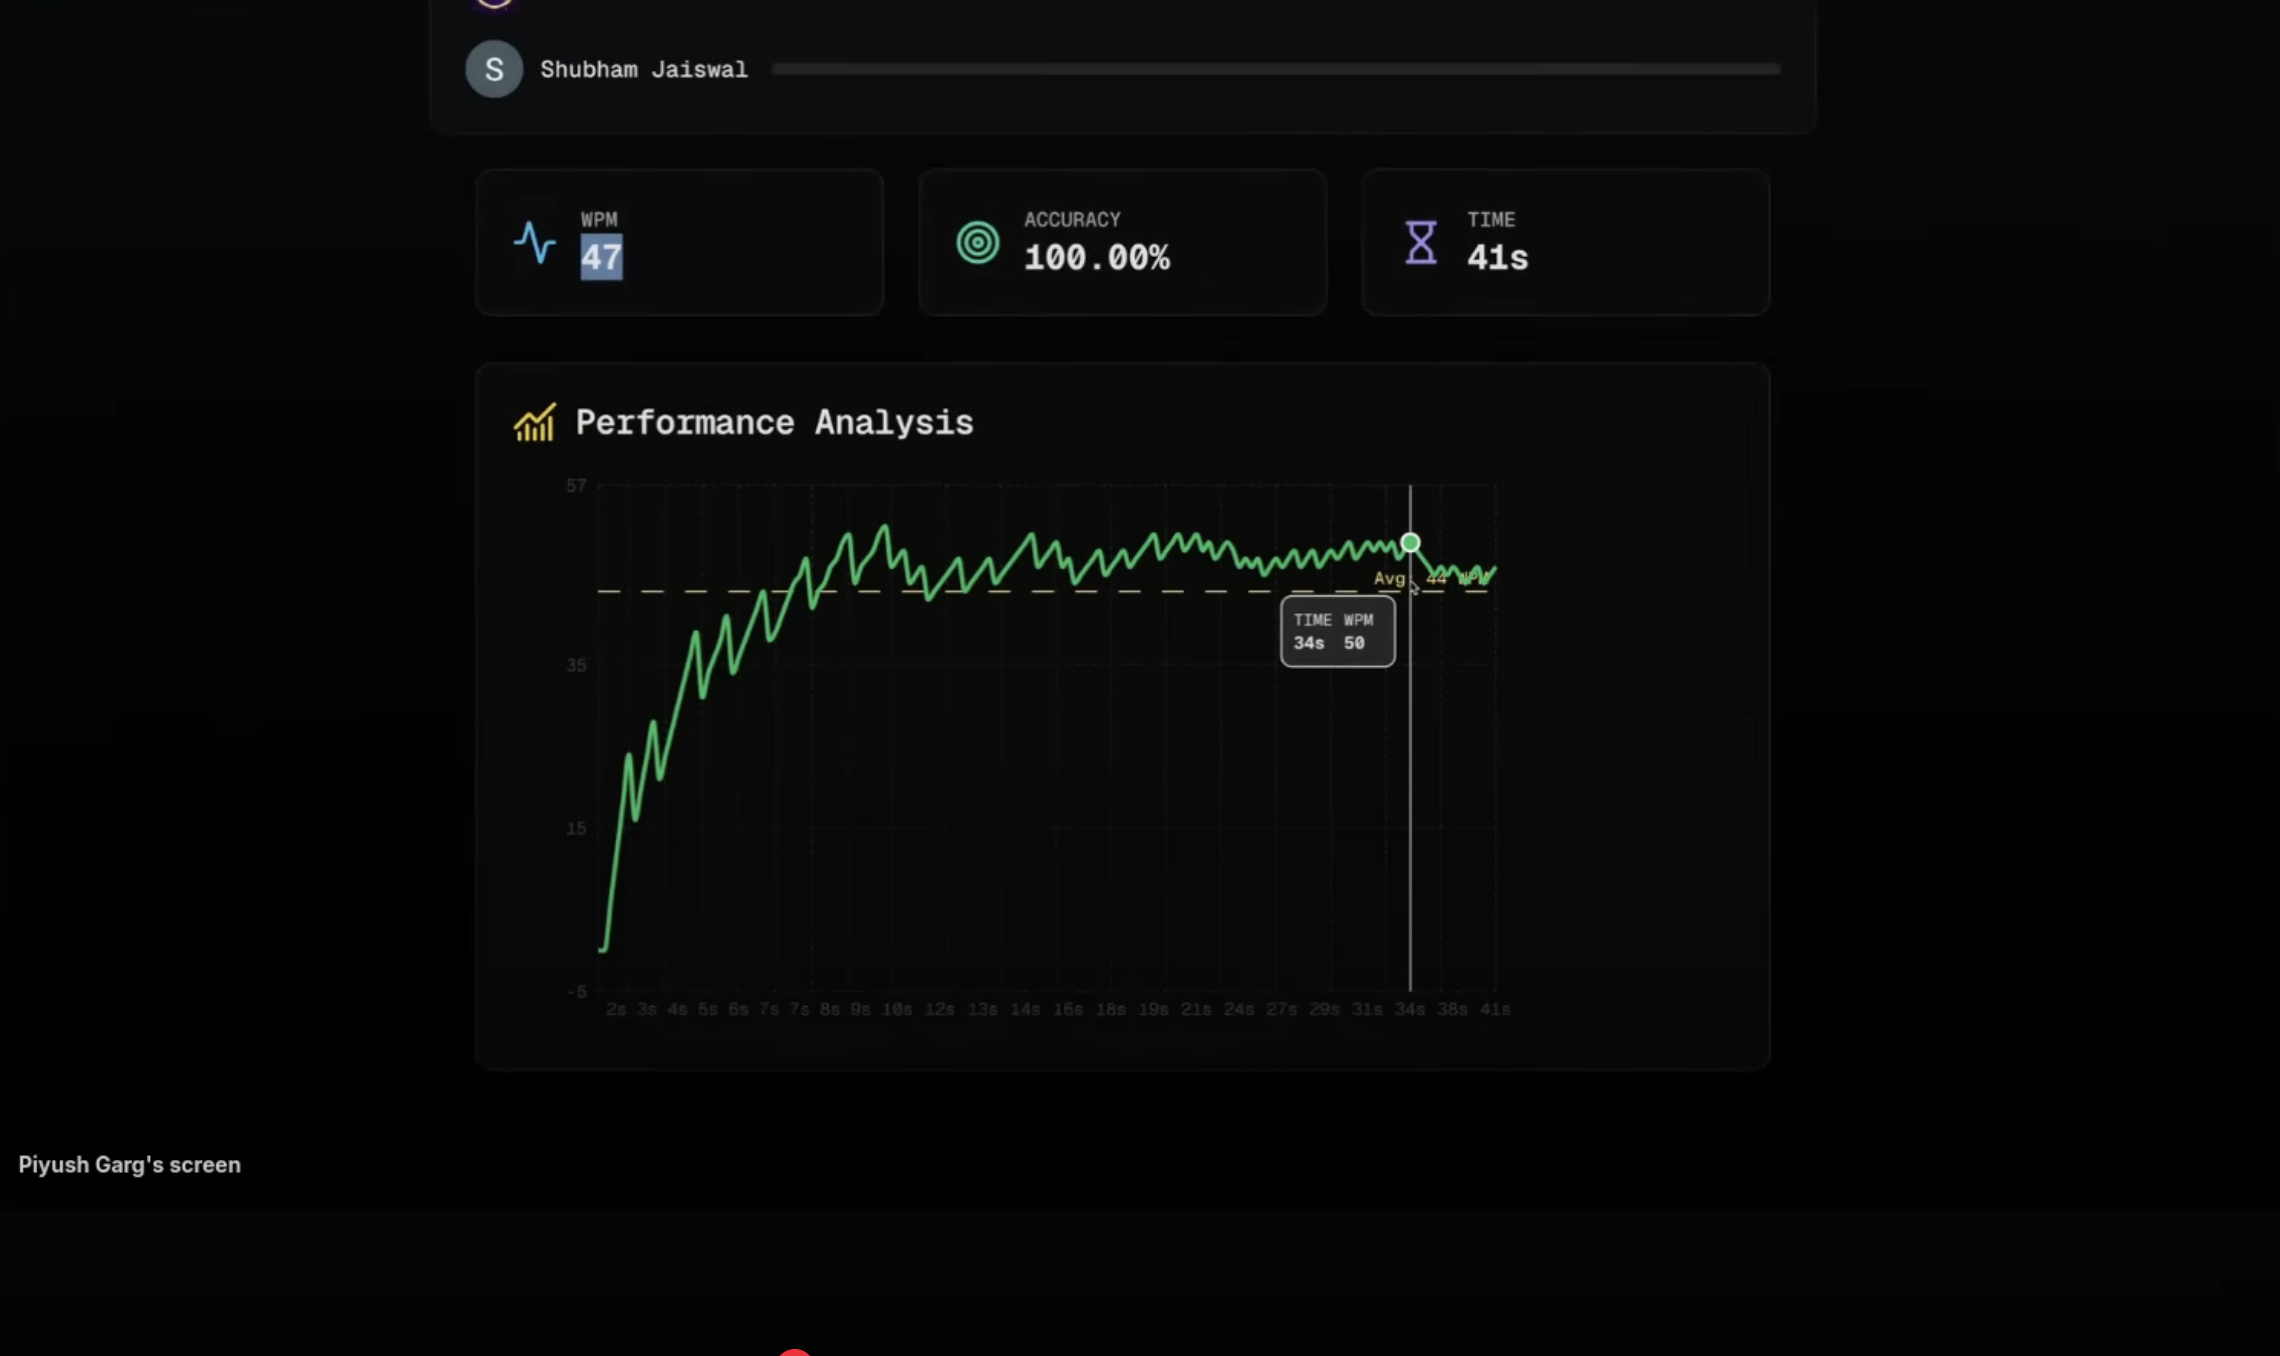 S Shubham Jaiswal
WPM
47
ACCURACY
100.00%
TIME
41s
Performance Analysis
57
35
15
-5
Avg: 44 WPM
TIME WPM
34s 50
2s 3s 4s 5s 6s 7s 7s 8s 9s 10s 12s 13s 14s 16s 18s 19s 21s 24s 27s 29s 31s 34s 38s 41s
Piyush Garg's screen